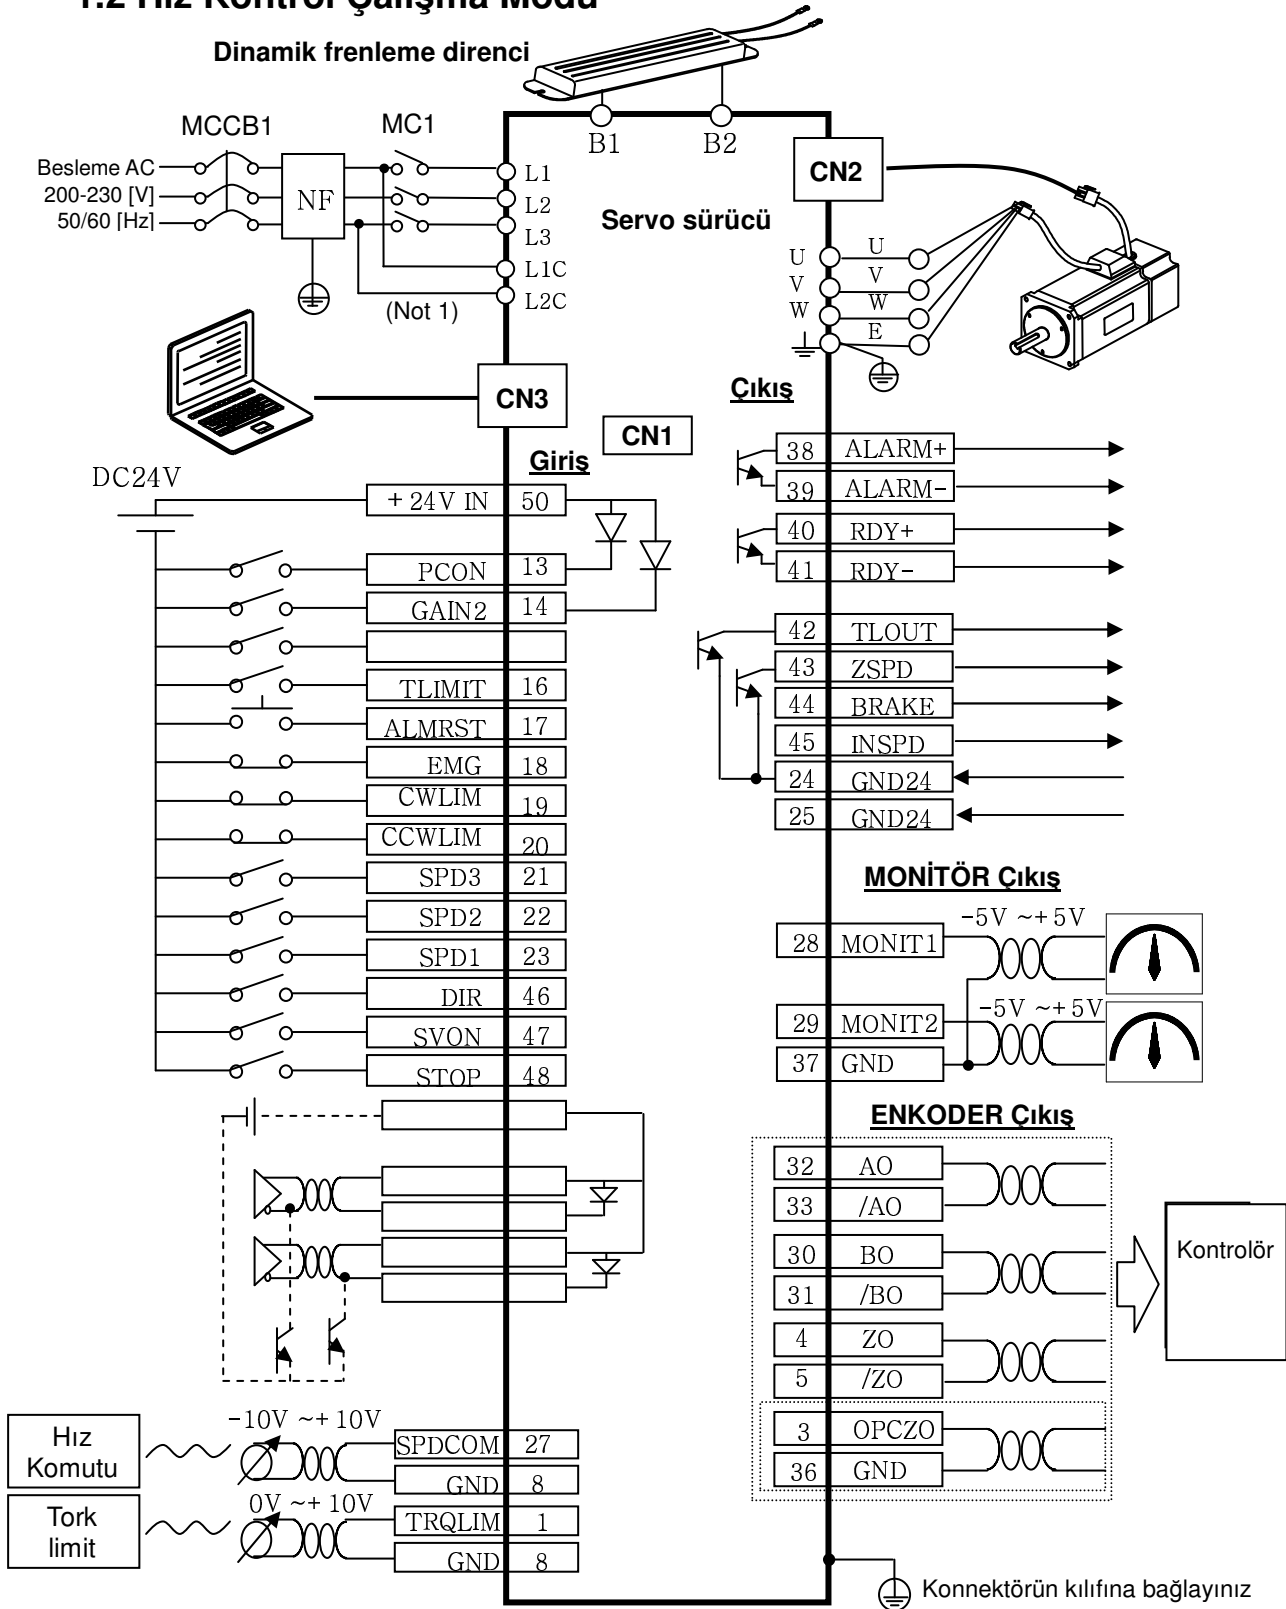 1.2 Hız Kontrol Çalışma Modu
Dinamik frenleme direnci
MCCB1
MC1
B1
B2
Besleme AC
200-230 [V]
50/60 [Hz]
NF
L1
L2
L3
L1C
L2C
(Not 1)
CN2
Servo sürücü
U
V
W
U
V
W
E
CN3
CN1
Çıkış
Giriş
DC24V
+24V IN 50
PCON 13
GAIN2 14
TLIMIT 16
ALMRST 17
EMG 18
CWLIM 19
CCWLIM 20
SPD3 21
SPD2 22
SPD1 23
DIR 46
SVON 47
STOP 48
38 ALARM+
39 ALARM-
40 RDY+
41 RDY-
42 TLOUT
43 ZSPD
44 BRAKE
45 INSPD
24 GND24
25 GND24
MONİTÖR Çıkış
-5V ~+5V
28 MONIT1
-5V ~+5V
29 MONIT2
37 GND
ENKODER Çıkış
32 AO
33 /AO
30 BO
31 /BO
4 ZO
5 /ZO
3 OPCZO
36 GND
Kontrolör
Hız
Komutu
-10V ~+10V
SPDCOM 27
GND 8
Tork
limit
0V ~+10V
TRQLIM 1
GND 8
Konnektörün kılıfına bağlayınız